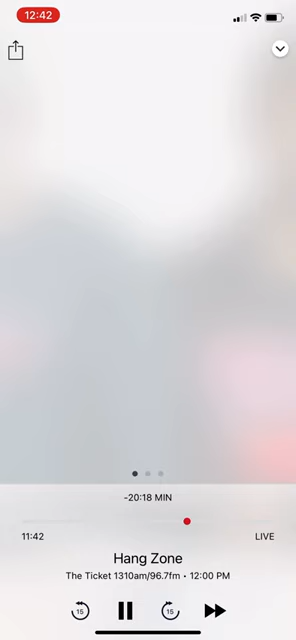 12:42
-20:18 MIN
11:42 LIVE
Hang Zone
The Ticket 1310am/96.7fm • 12:00 PM
15 15